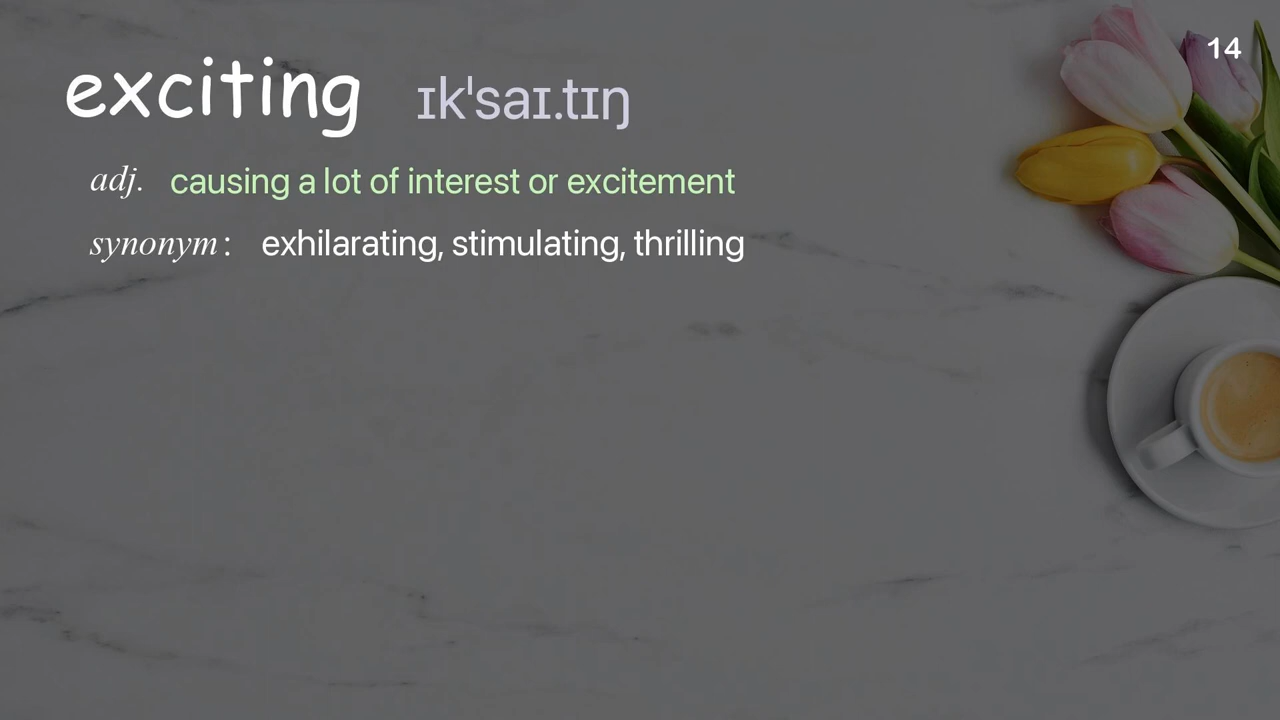 14
exciting ɪkˈsaɪ.tɪŋ
adj. causing a lot of interest or excitement
synonym: exhilarating, stimulating, thrilling